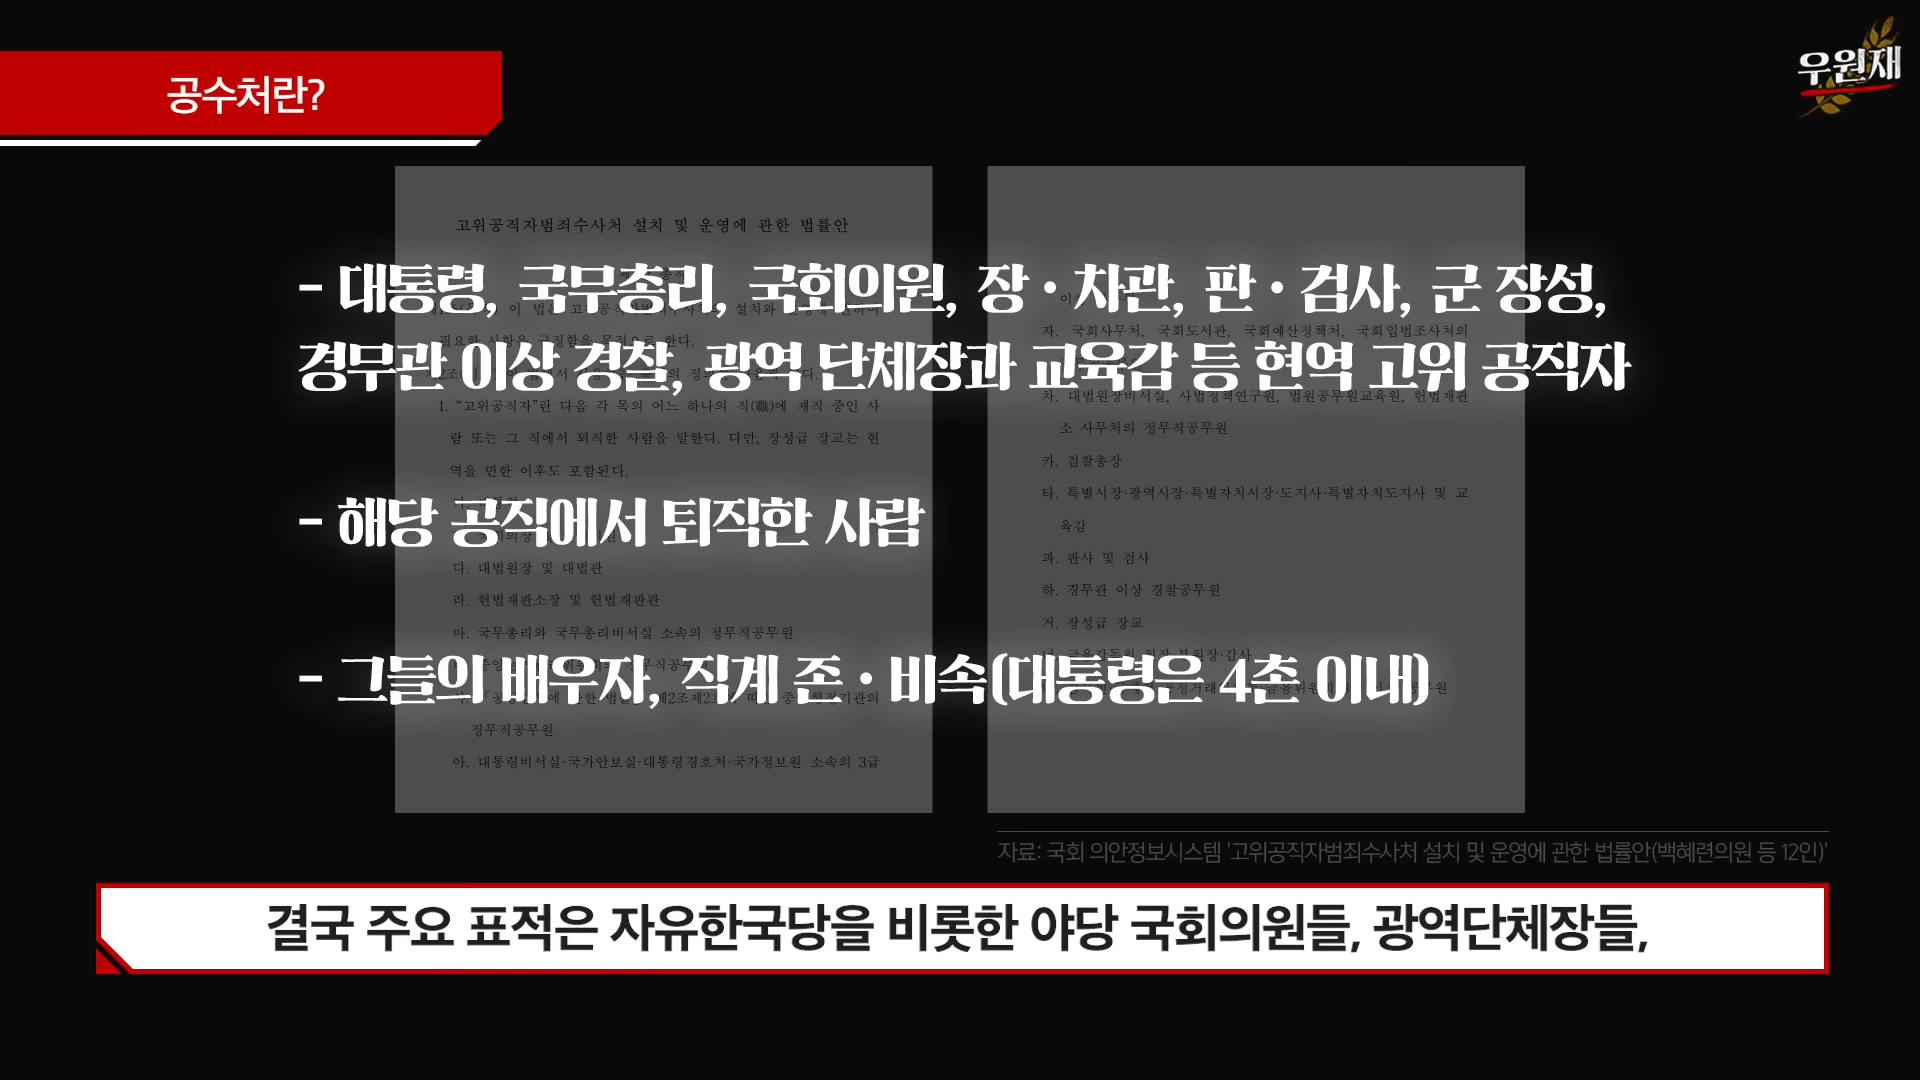 공수처란?
우원재
고위공직자범죄수사처 설치 및 운영에 관한 법률안
- 대통령, 국무총리, 국회의원, 장·차관, 판·검사, 군 장성,
경무관 이상 경찰, 광역 단체장과 교육감 등 현역 고위 공직자
- 해당 공직에서 퇴직한 사람
- 그들의 배우자, 직계 존·비속(대통령은 4촌 이내)
1. “고위공직자”란 다음 각 목의 어느 하나의 직(職)에 재직 중인 사
람 또는 그 직에서 퇴직한 사람을 말한다. 다만, 장성급 장교는 현
역을 면한 이후도 포함된다.
다. 대법원장 및 대법관
라. 헌법재판소장 및 헌법재판관
마. 국무총리와 국무총리비서실 소속의 정무직공무원
정무직공무원
아. 대통령비서실·국가안보실·대통령경호처·국가정보원 소속의 3급
자. 국회사무처, 국회도서관, 국회예산정책처, 국회입법조사처의
차. 대법원장비서실, 사법정책연구원, 법원공무원교육원, 헌법재판
소 사무처의 정무직공무원
카. 검찰총장
타. 특별시장·광역시장·특별자치시장·도지사·특별자치도지사 및 교
육감
파. 판사 및 검사
하. 경무관 이상 경찰공무원
거. 장성급 장교
자료: 국회 의안정보시스템 '고위공직자범죄수사처 설치 및 운영에 관한 법률안(백혜련의원 등 12인)'
결국 주요 표적은 자유한국당을 비롯한 야당 국회의원들, 광역단체장들,